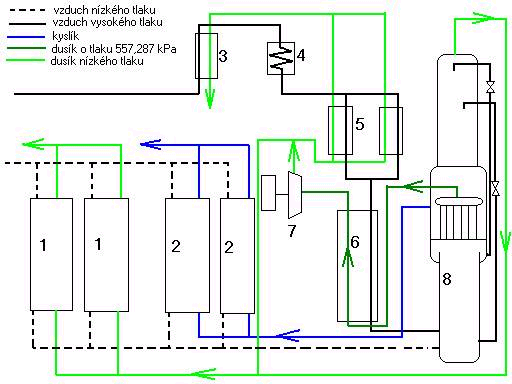 vzduch nízkého tlaku
vzduch vysokého tlaku
kyslík
dusík o tlaku 557,287 kPa
dusík nízkého tlaku
3
4
5
1
1
2
2
7
6
8